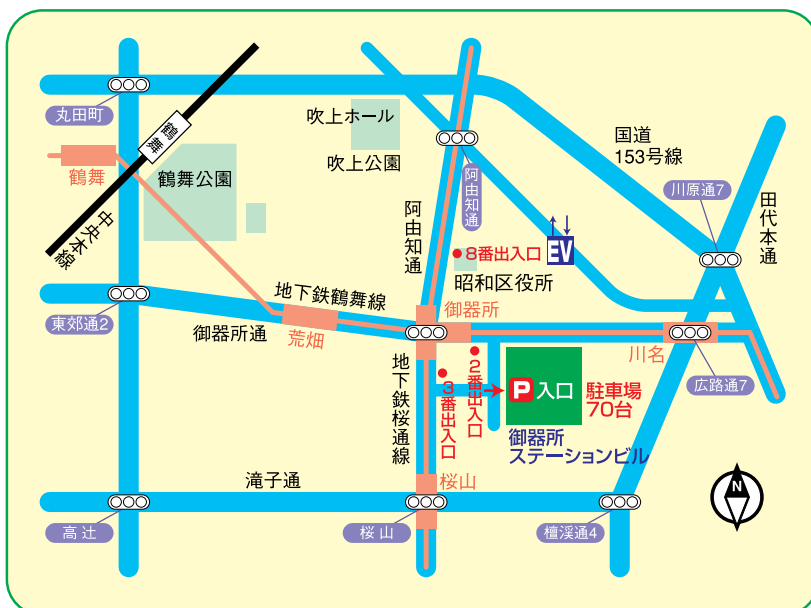 丸田町
鶴舞
鶴舞
鶴舞公園
中央本線
吹上ホール
吹上公園
阿由知通
阿由知通
国道
153号線
川原通7
田代本通
8番出入口
EV
昭和区役所
東郊通2
地下鉄鶴舞線
御器所通
荒畑
御器所
川名
広路通7
地下鉄桜通線
3番出入口
2番出入口
P入口
駐車場
70台
御器所
ステーションビル
滝子通
桜山
高辻
桜山
檀渓通4
N